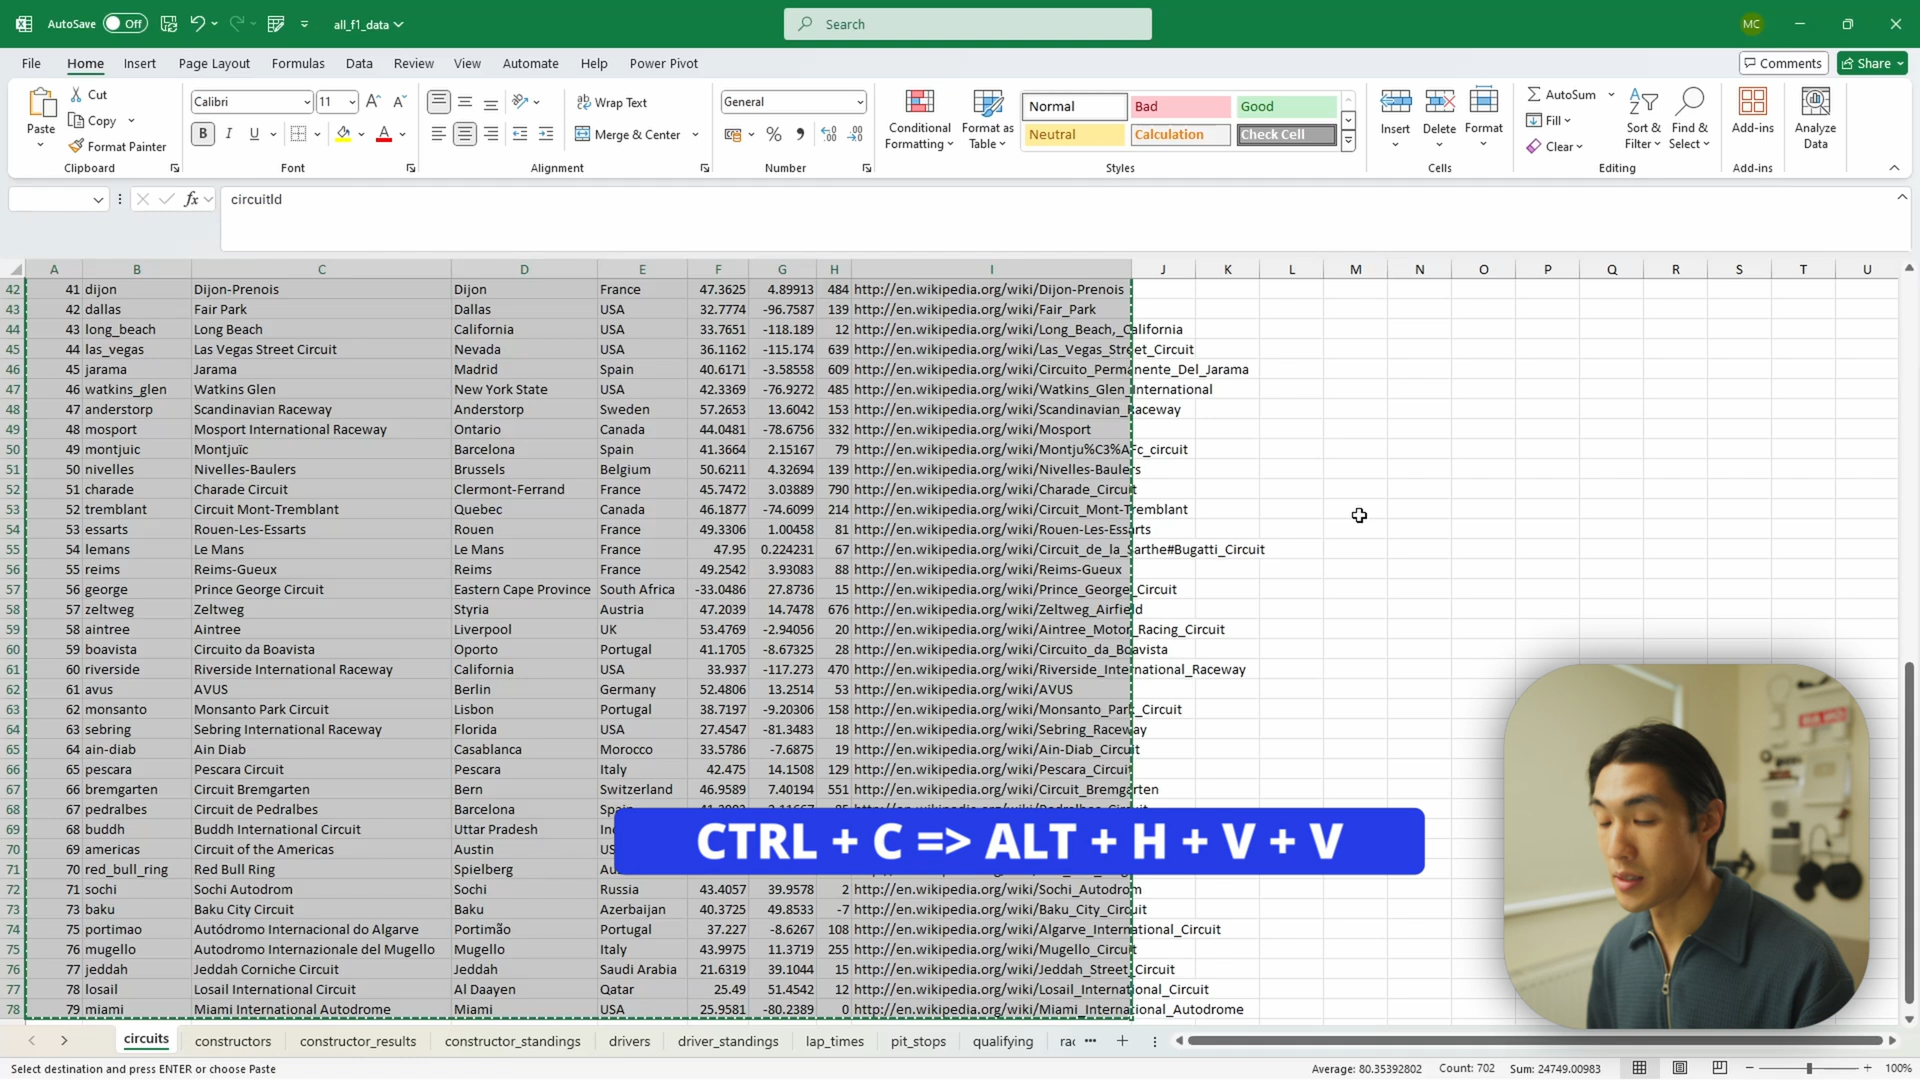 AutoSave Off all_f1_data Search MC
File Home Insert Page Layout Formulas Data Review View Automate Help Power Pivot Comments Share
Paste Cut Copy Format Painter Clipboard
Calibri 11 B I U A Font
Wrap Text Merge & Center Alignment
General % Number
Conditional Formatting Format as Table Normal Bad Good Neutral Calculation Check Cell Styles
Insert Delete Format Cells
AutoSum Fill Clear Sort & Filter Find & Select Editing
Add-ins Add-ins Analyze Data
fx circuitId
A B C D E F G H I J K L M N O P Q R S T U
42 41 dijon Dijon-Prenois Dijon France 47.3625 4.89913 484 http://en.wikipedia.org/wiki/Dijon-Prenois
43 42 dallas Fair Park Dallas USA 32.7774 -96.7587 139 http://en.wikipedia.org/wiki/Fair_Park
44 43 long_beach Long Beach California USA 33.7651 -118.189 12 http://en.wikipedia.org/wiki/Long_Beach,_California
45 44 las_vegas Las Vegas Street Circuit Nevada USA 36.1162 -115.174 639 http://en.wikipedia.org/wiki/Las_Vegas_Street_Circuit
46 45 jarama Jarama Madrid Spain 40.6171 -3.58558 609 http://en.wikipedia.org/wiki/Circuito_Permanente_Del_Jarama
47 46 watkins_glen Watkins Glen New York State USA 42.3369 -76.9272 485 http://en.wikipedia.org/wiki/Watkins_Glen_International
48 47 anderstorp Scandinavian Raceway Anderstorp Sweden 57.2653 13.6042 153 http://en.wikipedia.org/wiki/Scandinavian_Raceway
49 48 mosport Mosport International Raceway Ontario Canada 44.0481 -78.6756 332 http://en.wikipedia.org/wiki/Mosport
50 49 montjuic Montjuïc Barcelona Spain 41.3664 2.15167 79 http://en.wikipedia.org/wiki/Montju%C3%AFc_circuit
51 50 nivelles Nivelles-Baulers Brussels Belgium 50.6211 4.32694 139 http://en.wikipedia.org/wiki/Nivelles-Baulers
52 51 charade Charade Circuit Clermont-Ferrand France 45.7472 3.03889 790 http://en.wikipedia.org/wiki/Charade_Circuit
53 52 tremblant Circuit Mont-Tremblant Quebec Canada 46.1877 -74.6099 214 http://en.wikipedia.org/wiki/Circuit_Mont-Tremblant
54 53 essarts Rouen-Les-Essarts Rouen France 49.3306 1.00458 81 http://en.wikipedia.org/wiki/Rouen-Les-Essarts
55 54 lemans Le Mans Le Mans France 47.95 0.224231 67 http://en.wikipedia.org/wiki/Circuit_de_la_Sarthe#Bugatti_Circuit
56 55 reims Reims-Gueux Reims France 49.2542 3.93083 88 http://en.wikipedia.org/wiki/Reims-Gueux
57 56 george Prince George Circuit Eastern Cape Province South Africa -33.0486 27.8736 15 http://en.wikipedia.org/wiki/Prince_George_Circuit
58 57 zeltweg Zeltweg Styria Austria 47.2039 14.7478 676 http://en.wikipedia.org/wiki/Zeltweg_Airfield
59 58 aintree Aintree Liverpool UK 53.4769 -2.94056 20 http://en.wikipedia.org/wiki/Aintree_Motor_Racing_Circuit
60 59 boavista Circuito da Boavista Oporto Portugal 41.1705 -8.67325 28 http://en.wikipedia.org/wiki/Circuito_da_Boavista
61 60 riverside Riverside International Raceway California USA 33.937 -117.273 470 http://en.wikipedia.org/wiki/Riverside_International_Raceway
62 61 avus AVUS Berlin Germany 52.4806 13.2514 53 http://en.wikipedia.org/wiki/AVUS
63 62 monsanto Monsanto Park Circuit Lisbon Portugal 38.7197 -9.20306 158 http://en.wikipedia.org/wiki/Monsanto_Park_Circuit
64 63 sebring Sebring International Raceway Florida USA 27.4547 -81.3483 18 http://en.wikipedia.org/wiki/Sebring_Raceway
65 64 ain-diab Ain Diab Casablanca Morocco 33.5786 -7.6875 19 http://en.wikipedia.org/wiki/Ain-Diab_Circuit
66 65 pescara Pescara Circuit Pescara Italy 42.475 14.1508 129 http://en.wikipedia.org/wiki/Pescara_Circuit
67 66 bremgarten Circuit Bremgarten Bern Switzerland 46.9589 7.40194 551 http://en.wikipedia.org/wiki/Circuit_Bremgarten
68 67 pedralbes Circuit de Pedralbes Barcelona
69 68 buddh Buddh International Circuit Uttar Pradesh
70 69 americas Circuit of the Americas Austin
71 70 red_bull_ring Red Bull Ring Spielberg
CTRL + C => ALT + H + V + V
72 71 sochi Sochi Autodrom Sochi Russia 43.4057 39.9578 2 http://en.wikipedia.org/wiki/Sochi_Autodrom
73 73 baku Baku City Circuit Baku Azerbaijan 40.3725 49.8533 -7 http://en.wikipedia.org/wiki/Baku_City_Circuit
74 75 portimao Autódromo Internacional do Algarve Portimão Portugal 37.227 -8.6267 108 http://en.wikipedia.org/wiki/Algarve_International_Circuit
75 76 mugello Autodromo Internazionale del Mugello Mugello Italy 43.9975 11.3719 255 http://en.wikipedia.org/wiki/Mugello_Circuit
76 77 jeddah Jeddah Corniche Circuit Jeddah Saudi Arabia 21.6319 39.1044 15 http://en.wikipedia.org/wiki/Jeddah_Street_Circuit
77 78 losail Losail International Circuit Al Daayen Qatar 25.49 51.4542 12 http://en.wikipedia.org/wiki/Losail_International_Circuit
78 79 miami Miami International Autodrome Miami USA 25.9581 -80.2389 0 http://en.wikipedia.org/wiki/Miami_International_Autodrome
circuits constructors constructor_results constructor_standings drivers driver_standings lap_times pit_stops qualifying
Select destination and press ENTER or choose Paste Average: 80.35392802 Count: 702 Sum: 24749.00983 100%